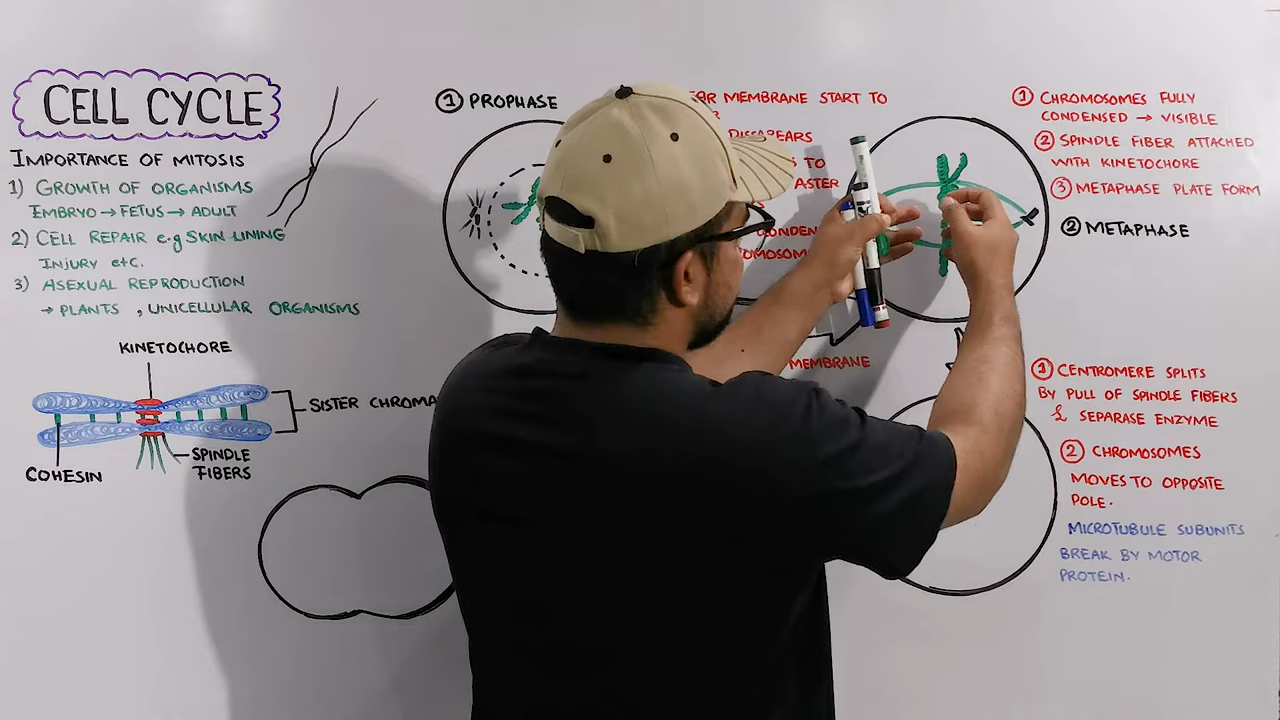 CELL CYCLE
IMPORTANCE OF MITOSIS
1) GROWTH OF ORGANISMS
EMBRYO → FETUS → ADULT
2) CELL REPAIR e.g SKIN LINING
INJURY etc.
3) ASEXUAL REPRODUCTION
→ PLANTS , UNICELLULAR ORGANISMS
KINETOCHORE
SISTER CHROMA
SPINDLE
FIBERS
COHESIN
① PROPHASE
MEMBRANE START TO
DISAPPEARS
TO
ASTER
MEMBRANE
① CHROMOSOMES FULLY
CONDENSED → VISIBLE
② SPINDLE FIBER ATTACHED
WITH KINETOCHORE
③ METAPHASE PLATE FORM
② METAPHASE
① CENTROMERE SPLITS
BY PULL OF SPINDLE FIBERS
& SEPARASE ENZYME
② CHROMOSOMES
MOVES TO OPPOSITE
POLE.
MICROTUBULE SUBUNITS
BREAK BY MOTOR
PROTEIN.